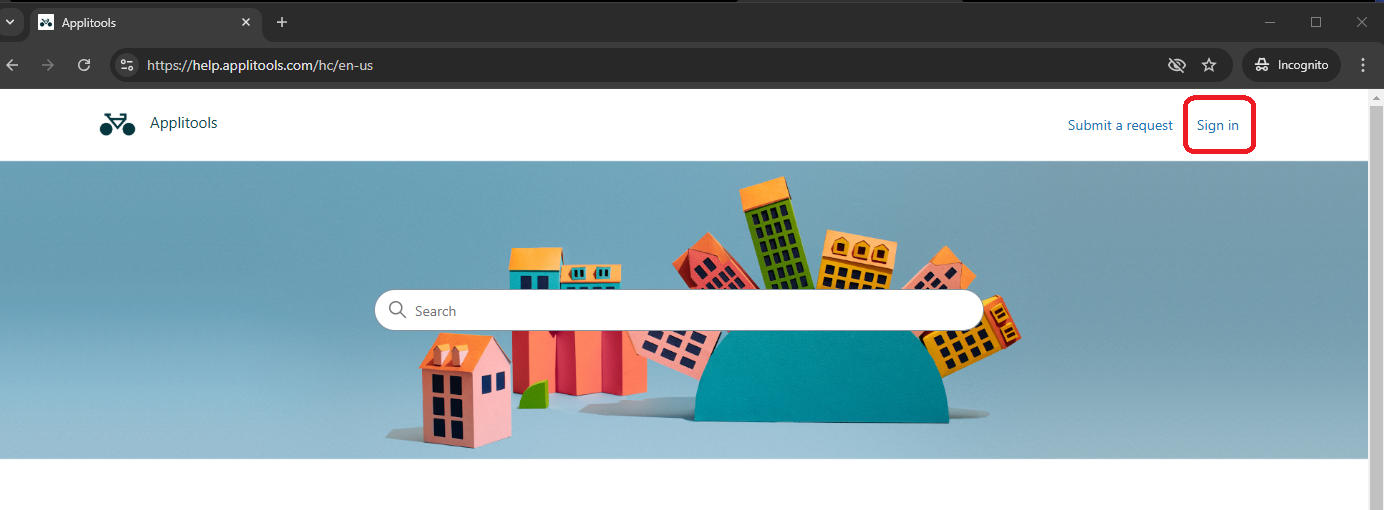 Applitools
https://help.applitools.com/hc/en-us
Incognito
Applitools
Submit a request
Sign in
Search